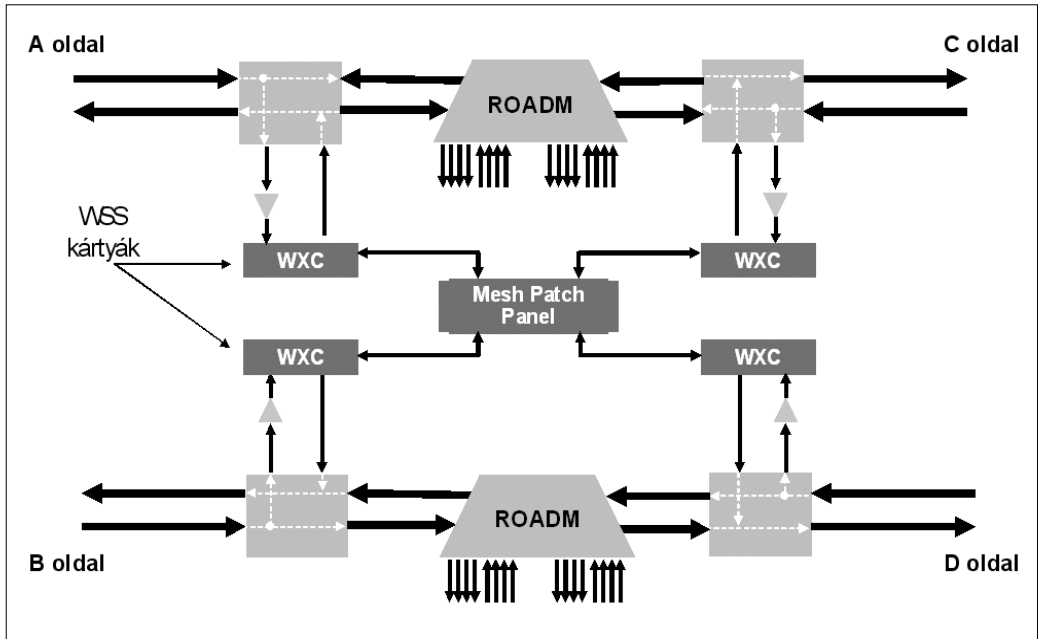 A oldal
C oldal
ROADM
WSS
kártyák
WXC
WXC
Mesh Patch
Panel
WXC
WXC
ROADM
B oldal
D oldal